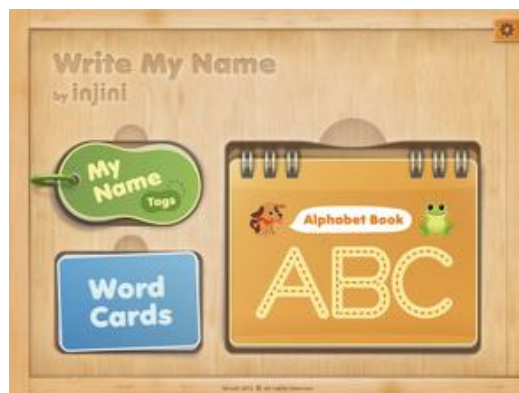 Write My Name
by injini
My
Name
Tags
Word
Cards
Alphabet Book
ABC